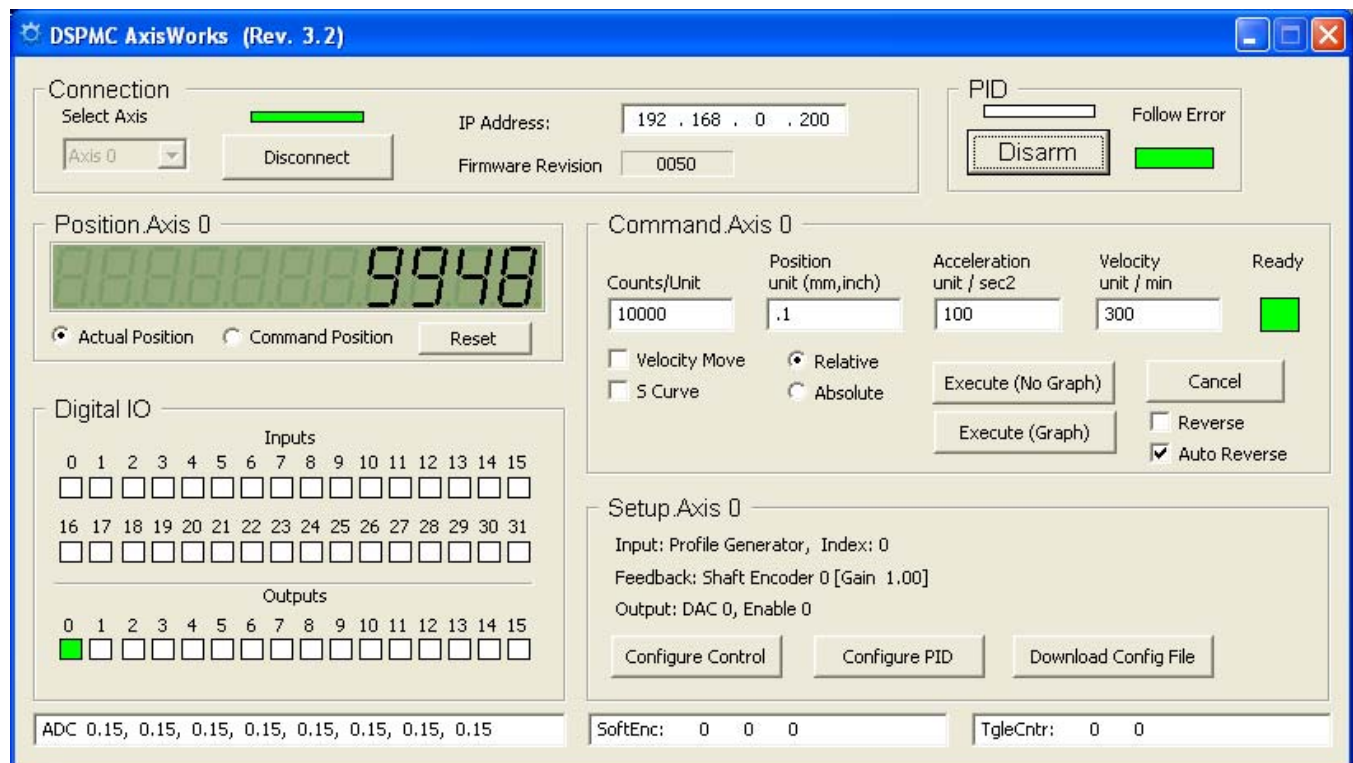 DSPMC AxisWorks (Rev. 3.2)
Connection
Select Axis
Axis 0
Disconnect
IP Address:
192 . 168 . 0 . 200
Firmware Revision
0050
PID
Disarm
Follow Error
Position.Axis 0
9948
Actual Position
Command Position
Reset
Command.Axis 0
Counts/Unit
10000
Position
unit (mm,inch)
.1
Acceleration
unit / sec2
100
Velocity
unit / min
300
Ready
Velocity Move
S Curve
Relative
Absolute
Execute (No Graph)
Execute (Graph)
Cancel
Reverse
Auto Reverse
Digital IO
Inputs
0 1 2 3 4 5 6 7 8 9 10 11 12 13 14 15
16 17 18 19 20 21 22 23 24 25 26 27 28 29 30 31
Outputs
0 1 2 3 4 5 6 7 8 9 10 11 12 13 14 15
Setup.Axis 0
Input: Profile Generator, Index: 0
Feedback: Shaft Encoder 0 [Gain 1.00]
Output: DAC 0, Enable 0
Configure Control
Configure PID
Download Config File
ADC 0.15, 0.15, 0.15, 0.15, 0.15, 0.15, 0.15, 0.15
SoftEnc: 0 0 0
TgleCntr: 0 0